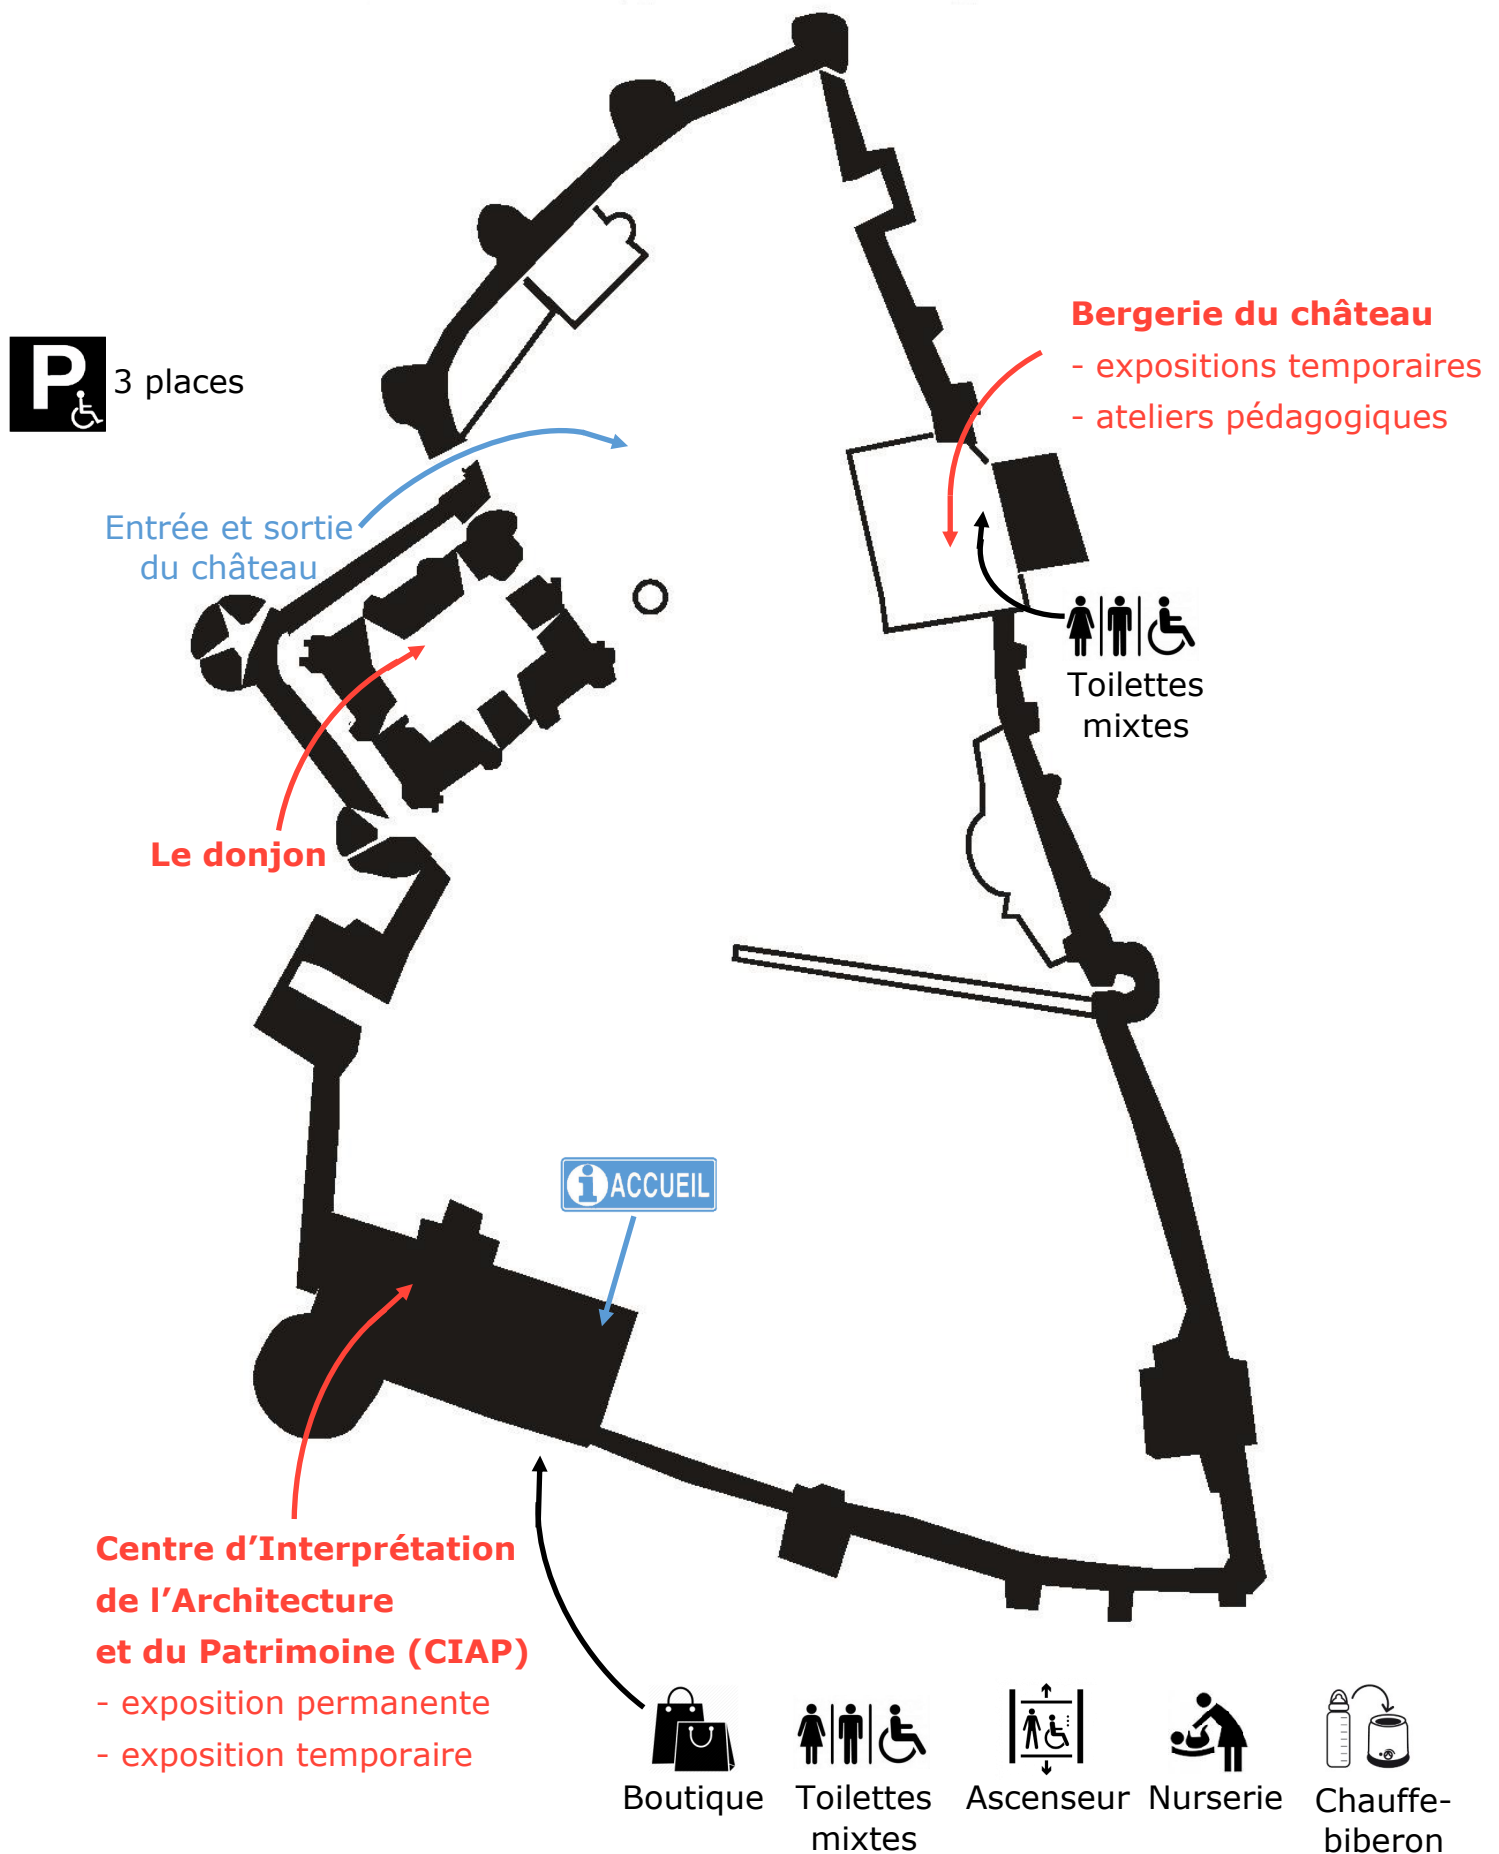 Bergerie du château
- expositions temporaires
- ateliers pédagogiques
P
3 places
Entrée et sortie
du château
Toilettes
mixtes
Le donjon
i ACCUEIL
Centre d’Interprétation
de l’Architecture
et du Patrimoine (CIAP)
- exposition permanente
- exposition temporaire
Boutique
Toilettes
mixtes
Ascenseur
Nurserie
Chauffe-
biberon